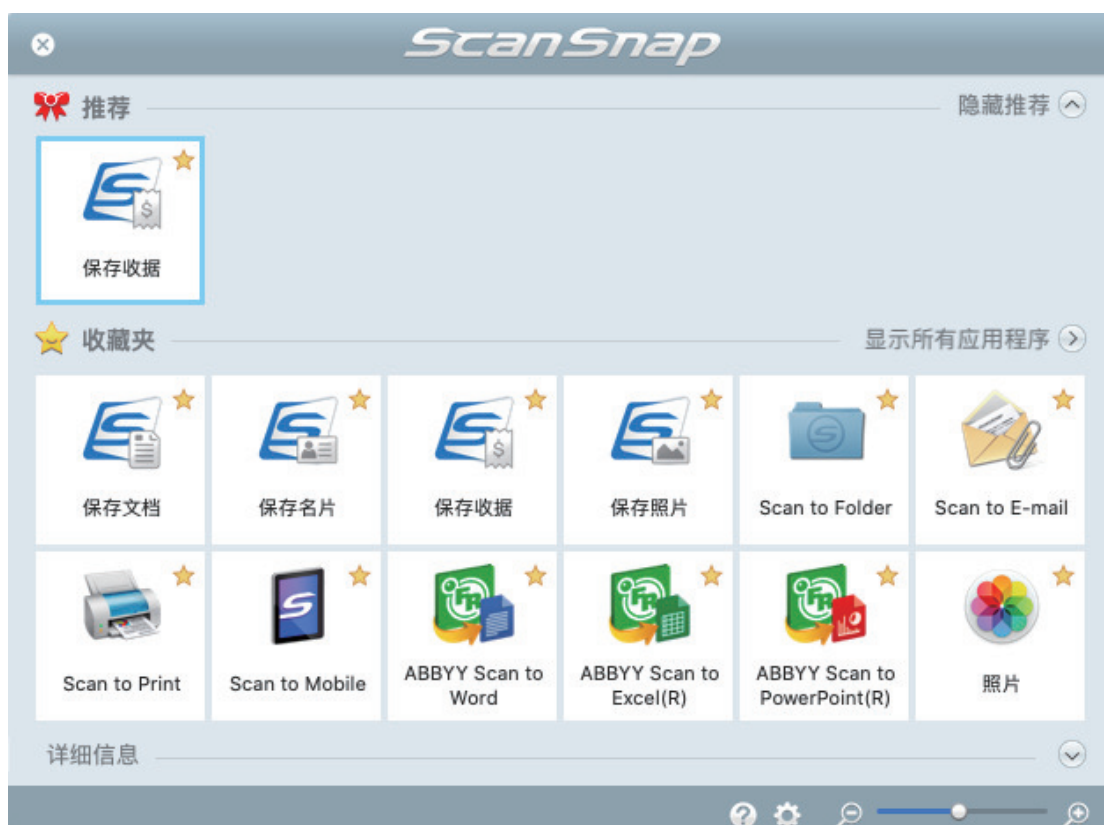 ScanSnap
推荐
隐藏推荐
保存收据
收藏夹
显示所有应用程序
保存文档
保存名片
保存收据
保存照片
Scan to Folder
Scan to E-mail
Scan to Print
Scan to Mobile
ABBYY Scan to
Word
ABBYY Scan to
Excel(R)
ABBYY Scan to
PowerPoint(R)
照片
详细信息